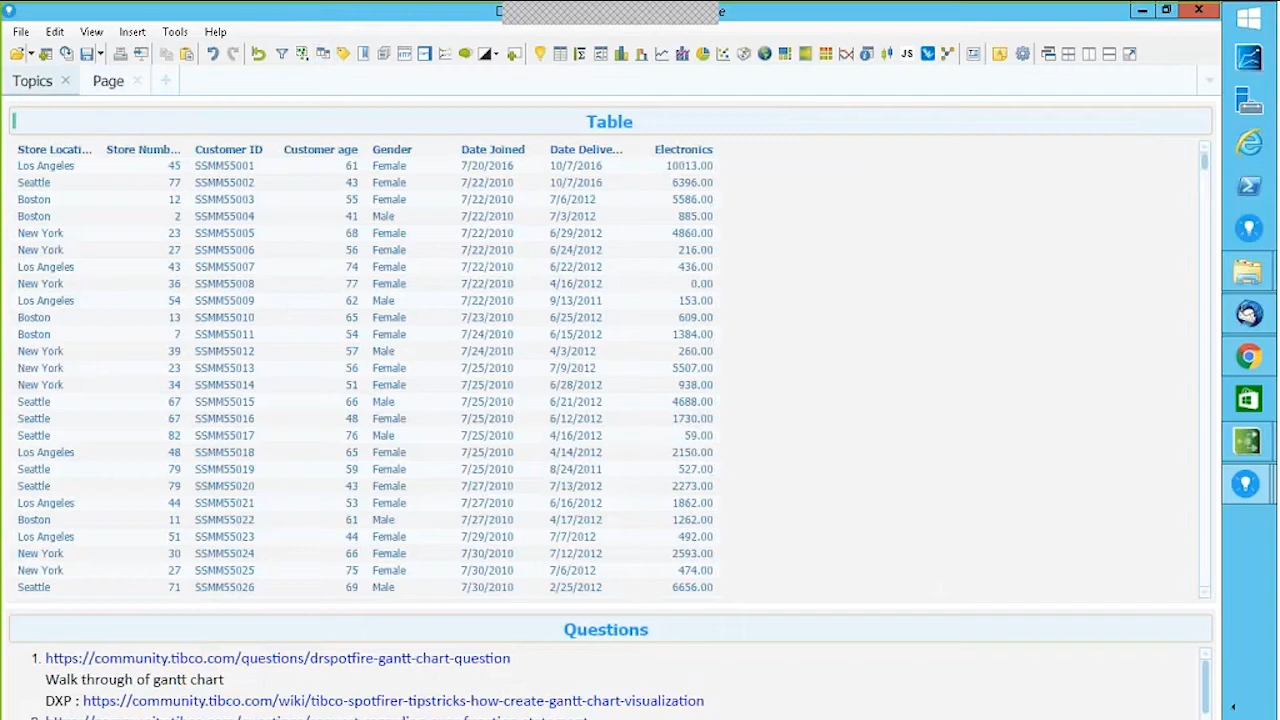 File Edit View Insert Tools Help
JS
Topics Page
Table
Store Locati... Store Numb... Customer ID Customer age Gender Date Joined Date Delive... Electronics
Los Angeles 45 SSMM55001 61 Female 7/20/2016 10/7/2016 10013.00
Seattle 77 SSMM55002 43 Female 7/22/2010 10/7/2016 6396.00
Boston 12 SSMM55003 55 Female 7/22/2010 7/6/2012 5586.00
Boston 2 SSMM55004 41 Male 7/22/2010 7/3/2012 885.00
New York 23 SSMM55005 68 Female 7/22/2010 6/29/2012 4860.00
New York 27 SSMM55006 56 Female 7/22/2010 6/24/2012 216.00
Los Angeles 43 SSMM55007 74 Female 7/22/2010 6/22/2012 436.00
New York 36 SSMM55008 77 Female 7/22/2010 4/16/2012 0.00
Los Angeles 54 SSMM55009 62 Male 7/22/2010 9/13/2011 153.00
Boston 13 SSMM55010 65 Female 7/23/2010 6/25/2012 609.00
Boston 7 SSMM55011 54 Female 7/24/2010 6/15/2012 1384.00
New York 39 SSMM55012 57 Male 7/24/2010 4/3/2012 260.00
New York 23 SSMM55013 56 Female 7/25/2010 7/9/2012 5507.00
New York 34 SSMM55014 51 Female 7/25/2010 6/28/2012 938.00
Seattle 67 SSMM55015 66 Male 7/25/2010 6/21/2012 4688.00
Seattle 67 SSMM55016 48 Female 7/25/2010 6/12/2012 1730.00
Seattle 82 SSMM55017 76 Male 7/25/2010 4/16/2012 59.00
Los Angeles 48 SSMM55018 65 Female 7/25/2010 4/14/2012 2150.00
Seattle 79 SSMM55019 59 Female 7/25/2010 8/24/2011 527.00
Seattle 79 SSMM55020 43 Female 7/27/2010 7/13/2012 2273.00
Los Angeles 44 SSMM55021 53 Female 7/27/2010 6/16/2012 1862.00
Boston 11 SSMM55022 61 Male 7/27/2010 4/17/2012 1262.00
Los Angeles 51 SSMM55023 44 Female 7/29/2010 7/7/2012 492.00
New York 30 SSMM55024 66 Female 7/30/2010 7/12/2012 2593.00
New York 27 SSMM55025 75 Female 7/30/2010 7/6/2012 474.00
Seattle 71 SSMM55026 69 Male 7/30/2010 2/25/2012 6656.00
Questions
1. https://community.tibco.com/questions/drspotfire-gantt-chart-question
Walk through of gantt chart
DXP : https://community.tibco.com/wiki/tibco-spotfirer-tipstricks-how-create-gantt-chart-visualization